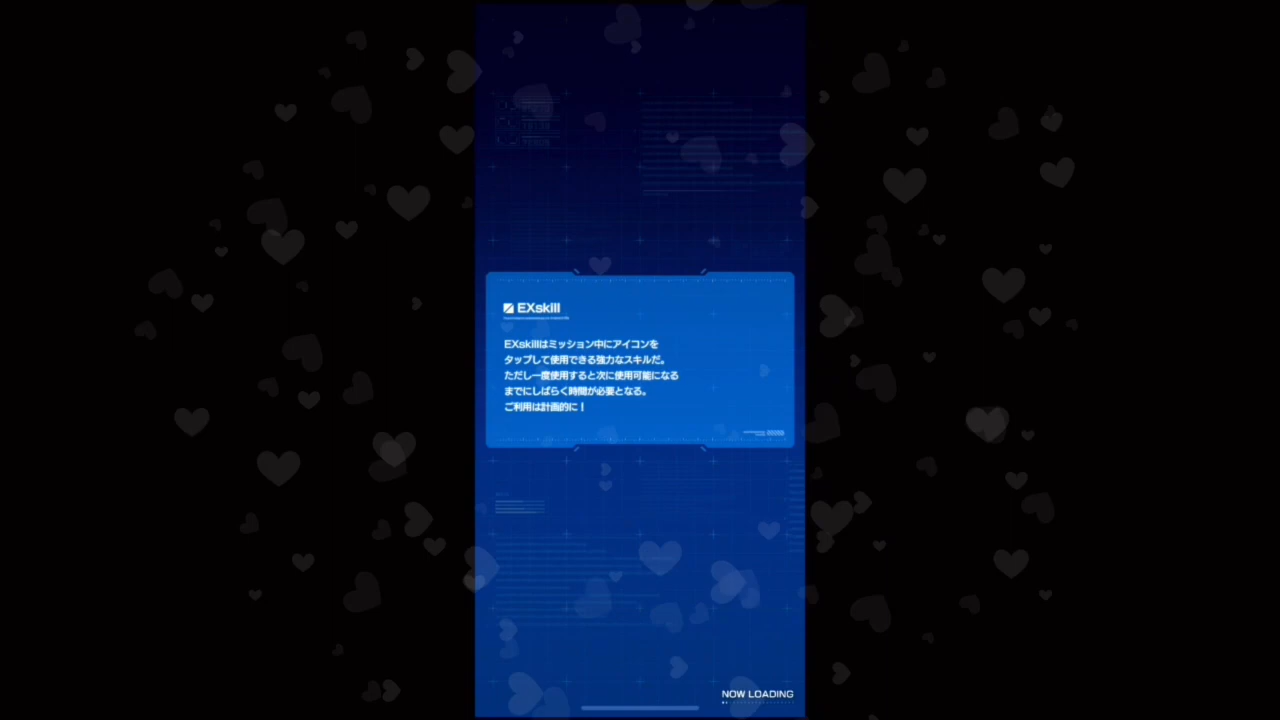 EXskill
EXskillはミッション中にアイコンを
タップして使用できる強力なスキルだ。
ただし一度使用すると次に使用可能になる
までにしばらく時間が必要となる。
ご利用は計画的に！
NOW LOADING